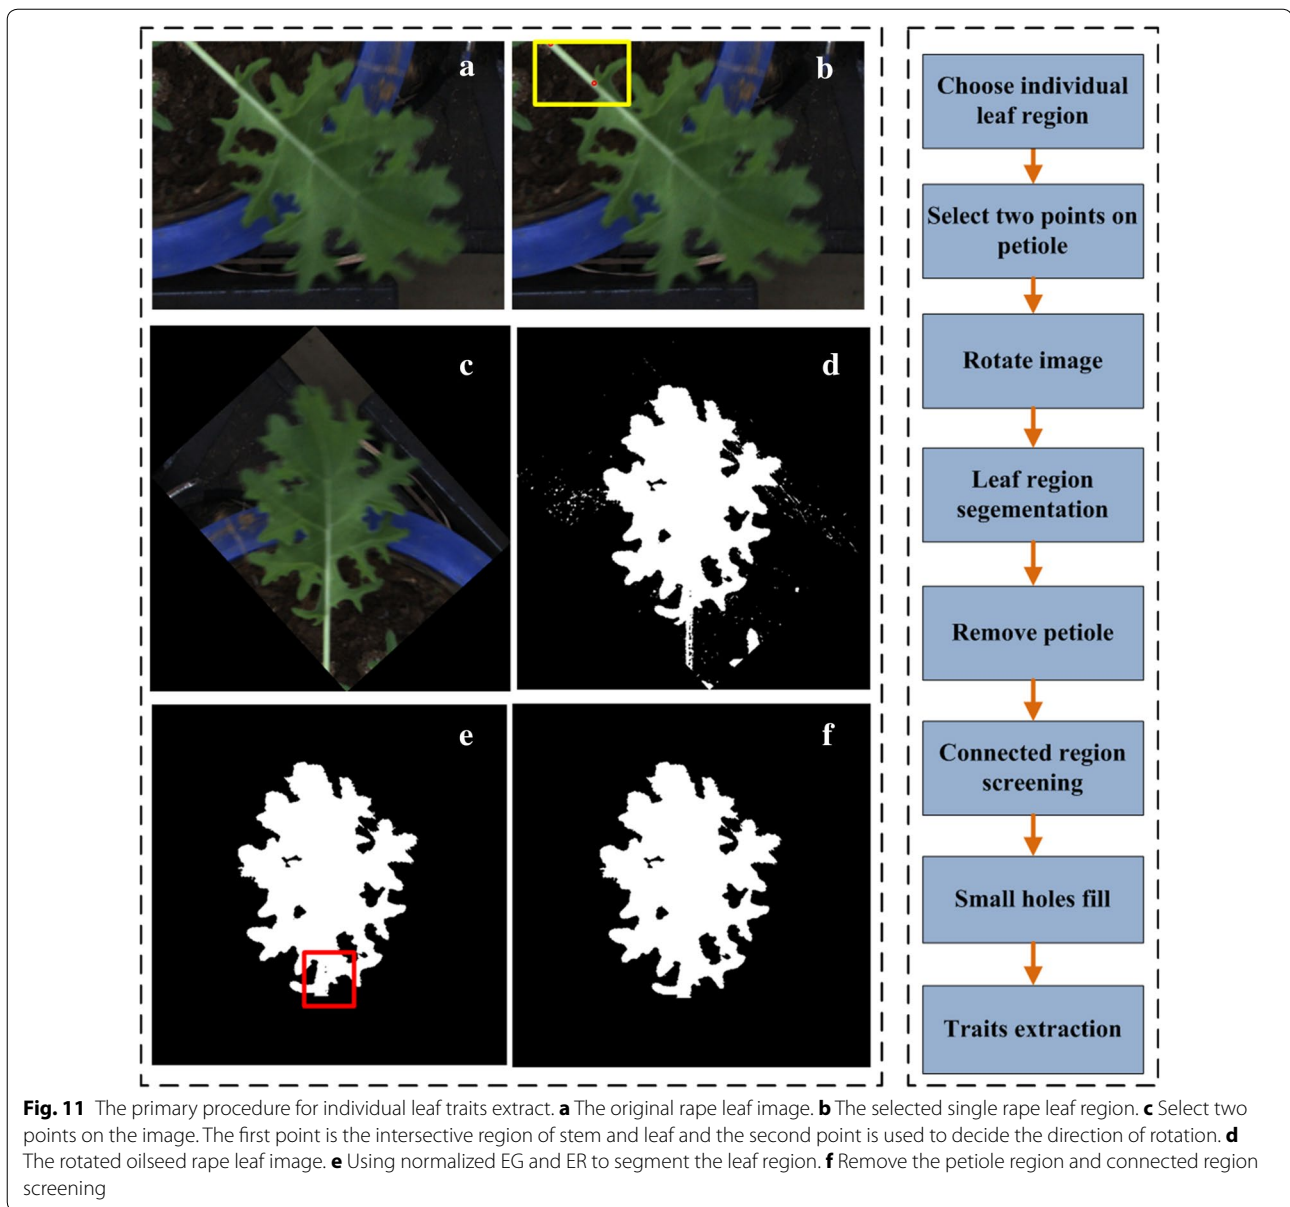 a
b
c
d
e
f
Choose individual
leaf region
Select two points on
petiole
Rotate image
Leaf region
segementation
Remove petiole
Connected region
screening
Small holes fill
Traits extraction
Fig. 11 The primary procedure for individual leaf traits extract. a The original rape leaf image. b The selected single rape leaf region. c Select two
points on the image. The first point is the intersective region of stem and leaf and the second point is used to decide the direction of rotation. d
The rotated oilseed rape leaf image. e Using normalized EG and ER to segment the leaf region. f Remove the petiole region and connected region
screening